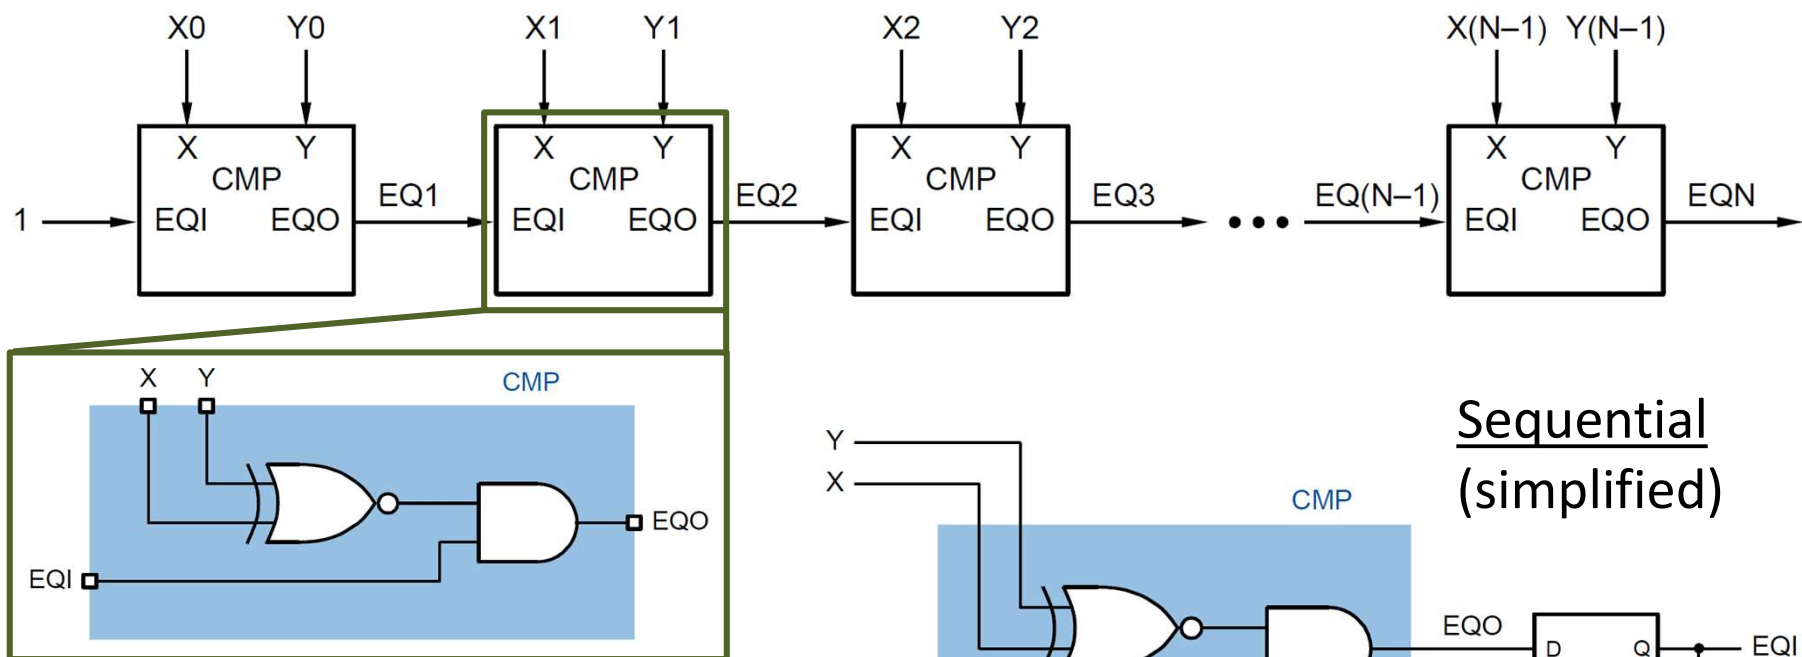 X0 Y0 X1 Y1 X2 Y2 X(N–1) Y(N–1)
X Y X Y X Y X Y
CMP CMP CMP CMP
1 EQI EQO EQ1 EQI EQO EQ2 EQI EQO EQ3 ••• EQ(N–1) EQI EQO EQN
X Y CMP
EQO
EQI
Y
X
CMP
Sequential
(simplified)
EQO
D Q EQI